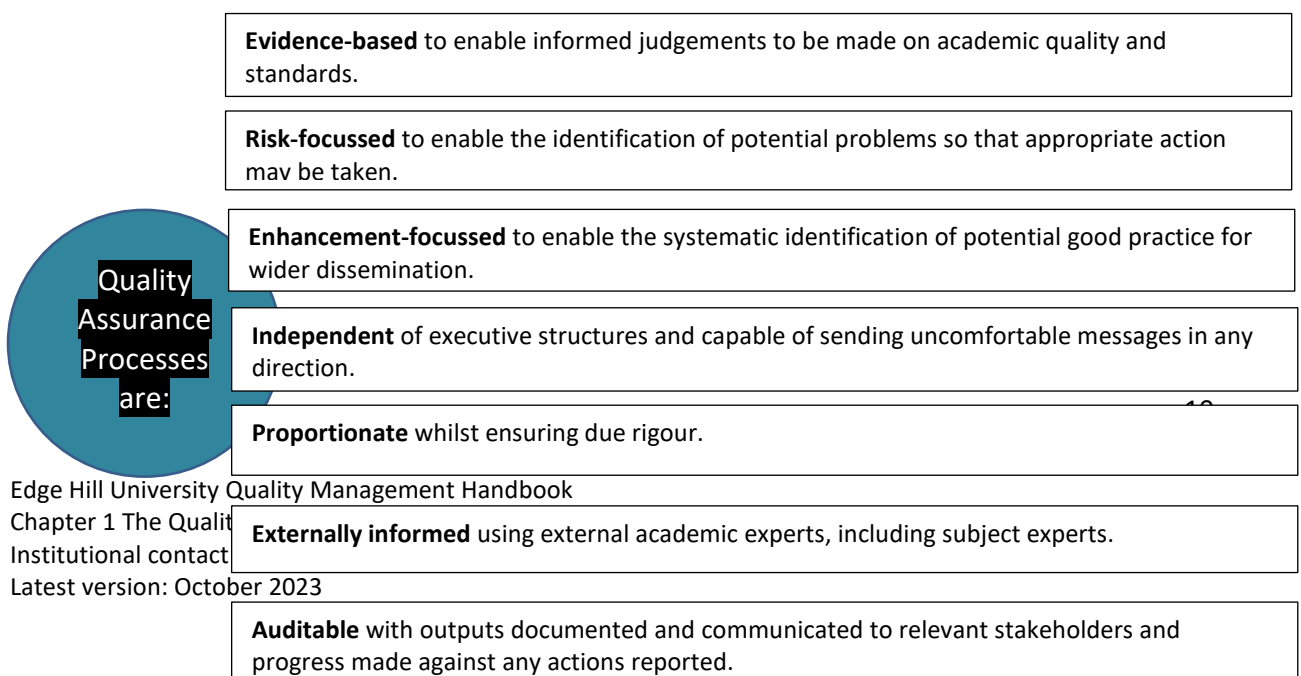 Evidence-based to enable informed judgements to be made on academic quality and
standards.
Risk-focussed to enable the identification of potential problems so that appropriate action
may be taken.
Quality
Assurance
Processes
are:
Enhancement-focussed to enable the systematic identification of potential good practice for
wider dissemination.
Independent of executive structures and capable of sending uncomfortable messages in any
direction.
Proportionate whilst ensuring due rigour.
Edge Hill University Quality Management Handbook
Chapter 1 The
Institutional contact
Latest version: October 2023
Externally informed using external academic experts, including subject experts.
Auditable with outputs documented and communicated to relevant stakeholders and
progress made against any actions reported.